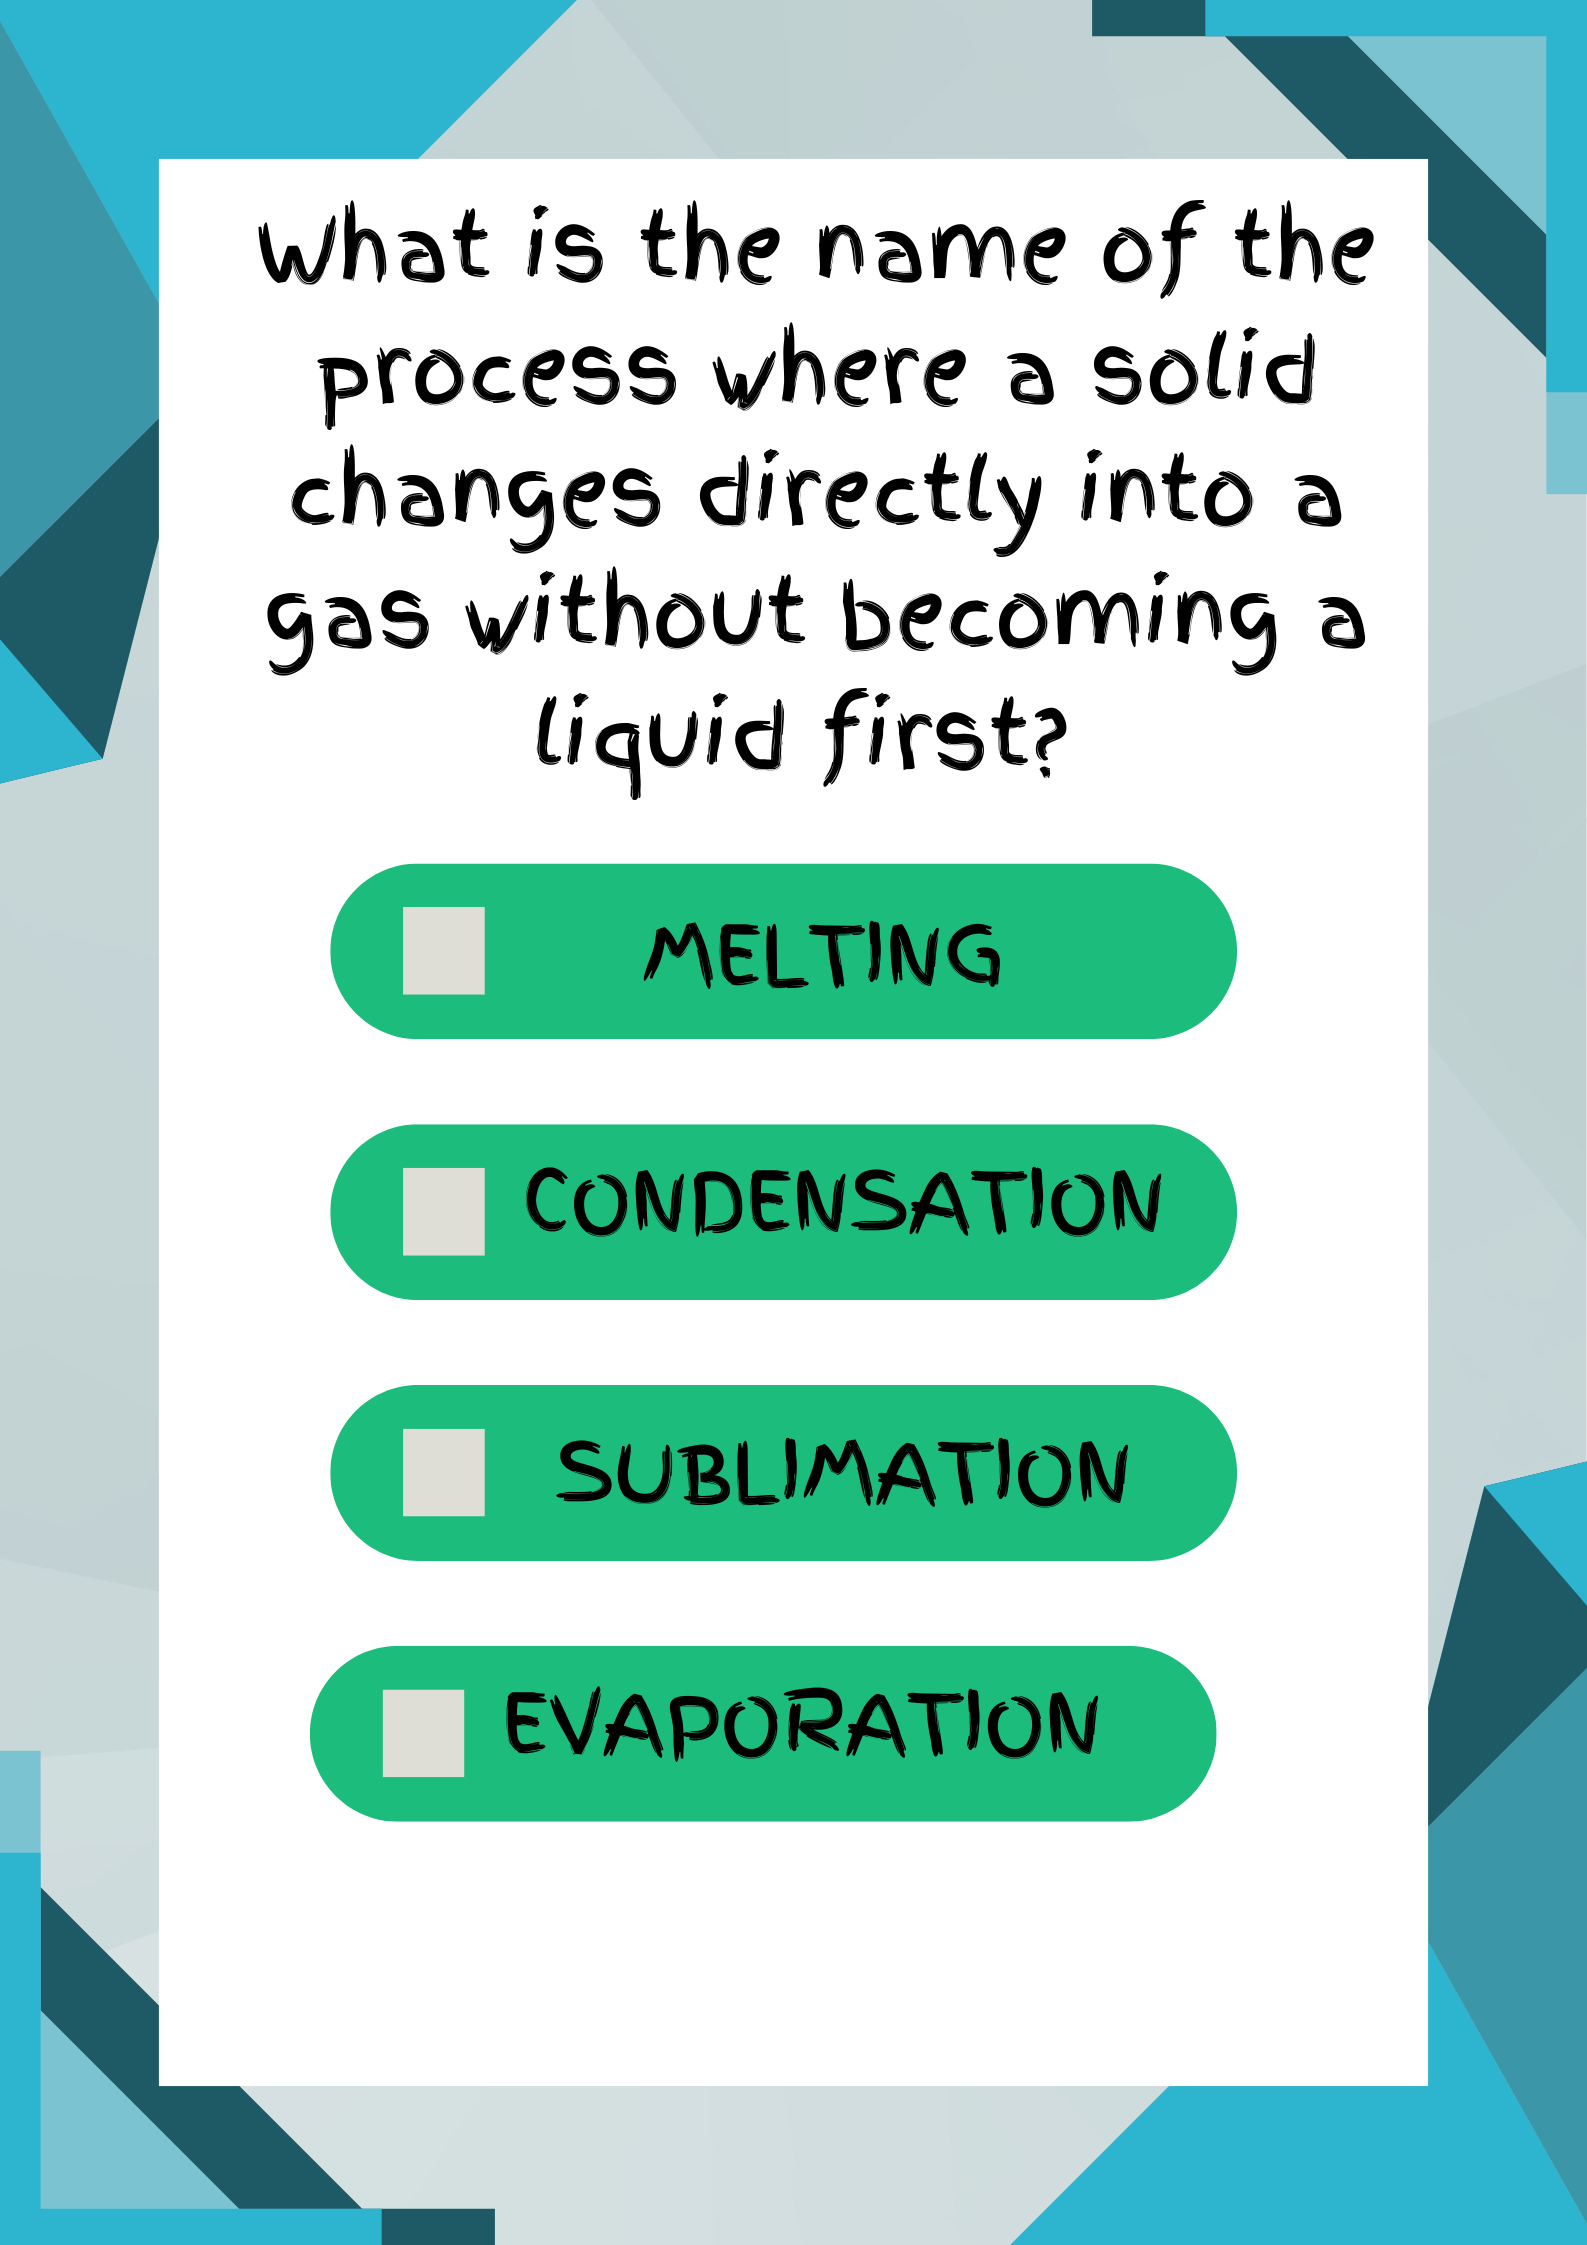 What is the name of the
process where a solid
changes directly into a
gas without becoming a
liquid first?
MELTING
CONDENSATION
SUBLIMATION
EVAPORATION